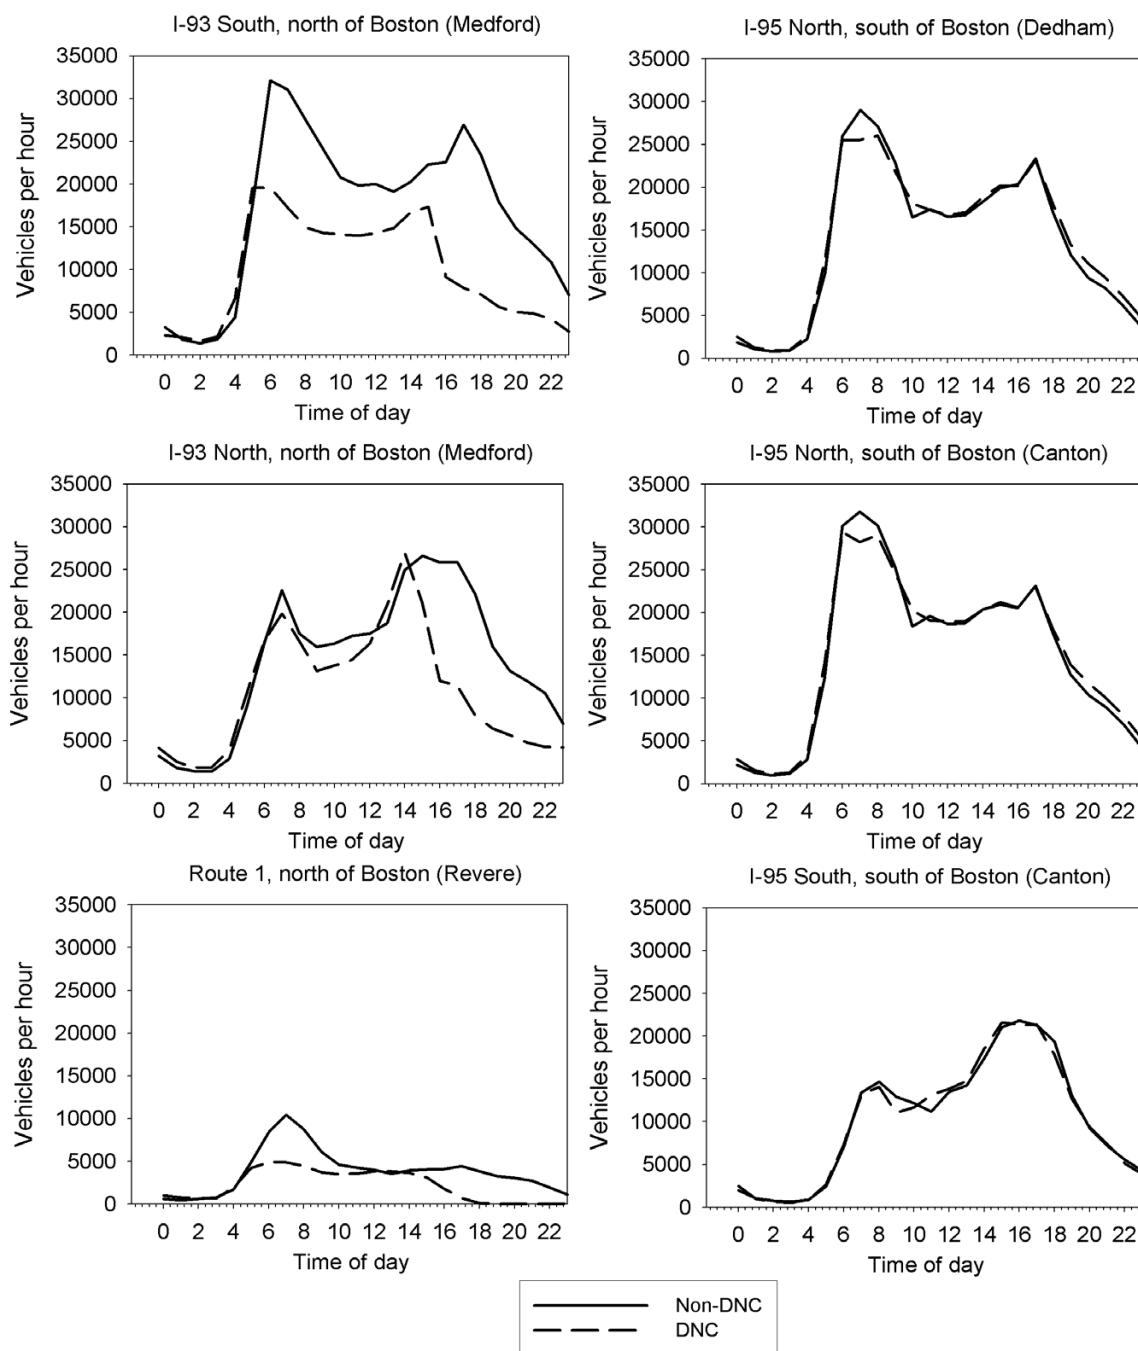 I-93 South, north of Boston (Medford)
Vehicles per hour
35000
30000
25000
20000
15000
10000
5000
0
0 2 4 6 8 10 12 14 16 18 20 22
Time of day
I-95 North, south of Boston (Dedham)
Vehicles per hour
35000
30000
25000
20000
15000
10000
5000
0
0 2 4 6 8 10 12 14 16 18 20 22
Time of day
I-93 North, north of Boston (Medford)
Vehicles per hour
35000
30000
25000
20000
15000
10000
5000
0
0 2 4 6 8 10 12 14 16 18 20 22
Time of day
I-95 North, south of Boston (Canton)
Vehicles per hour
35000
30000
25000
20000
15000
10000
5000
0
0 2 4 6 8 10 12 14 16 18 20 22
Time of day
Route 1, north of Boston (Revere)
Vehicles per hour
35000
30000
25000
20000
15000
10000
5000
0
0 2 4 6 8 10 12 14 16 18 20 22
Time of day
I-95 South, south of Boston (Canton)
Vehicles per hour
35000
30000
25000
20000
15000
10000
5000
0
0 2 4 6 8 10 12 14 16 18 20 22
Time of day
Non-DNC
DNC